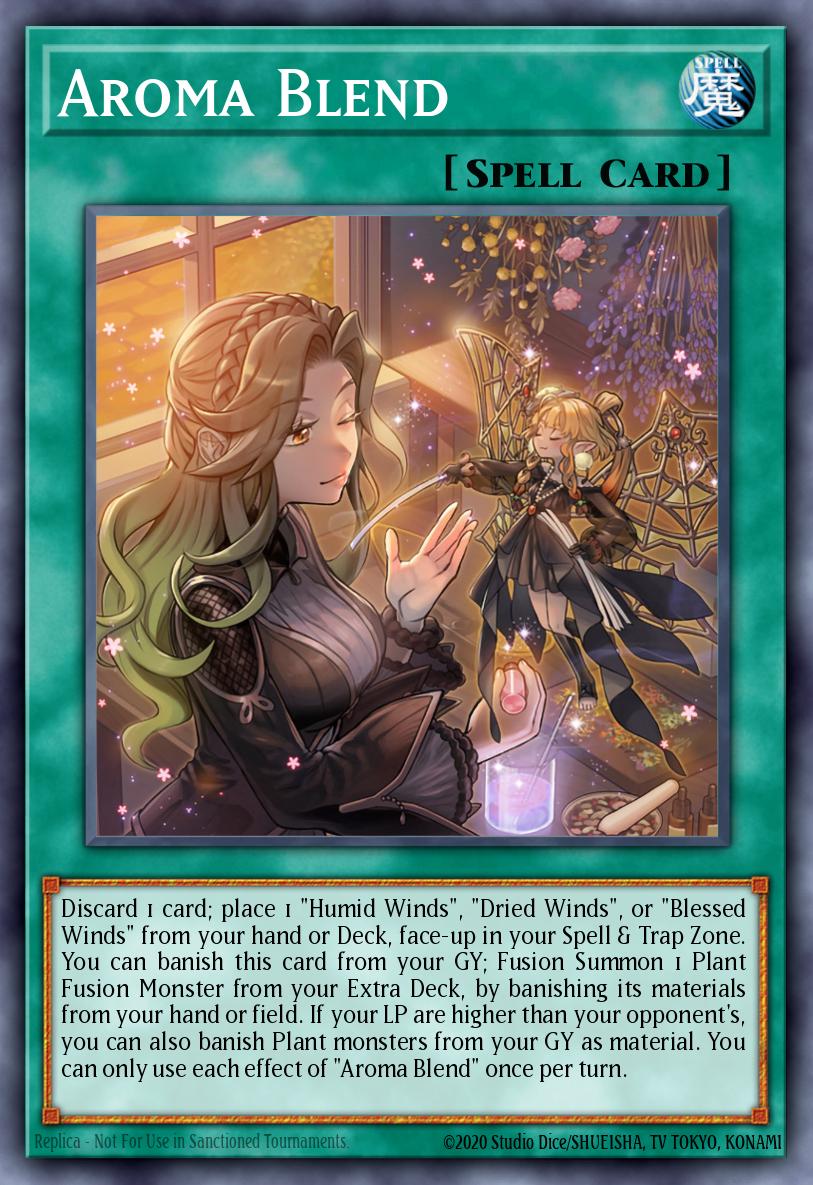 Aroma Blend
SPELL
魔
[Spell Card]
Discard 1 card; place 1 "Humid Winds", "Dried Winds", or "Blessed
Winds" from your hand or Deck, face-up in your Spell & Trap Zone.
You can banish this card from your GY; Fusion Summon 1 Plant
Fusion Monster from your Extra Deck, by banishing its materials
from your hand or field. If your LP are higher than your opponent's,
you can also banish Plant monsters from your GY as material. You
can only use each effect of "Aroma Blend" once per turn.
Replica - Not For Use in Sanctioned Tournaments.
©2020 Studio Dice/SHUEISHA, TV TOKYO, KONAMI